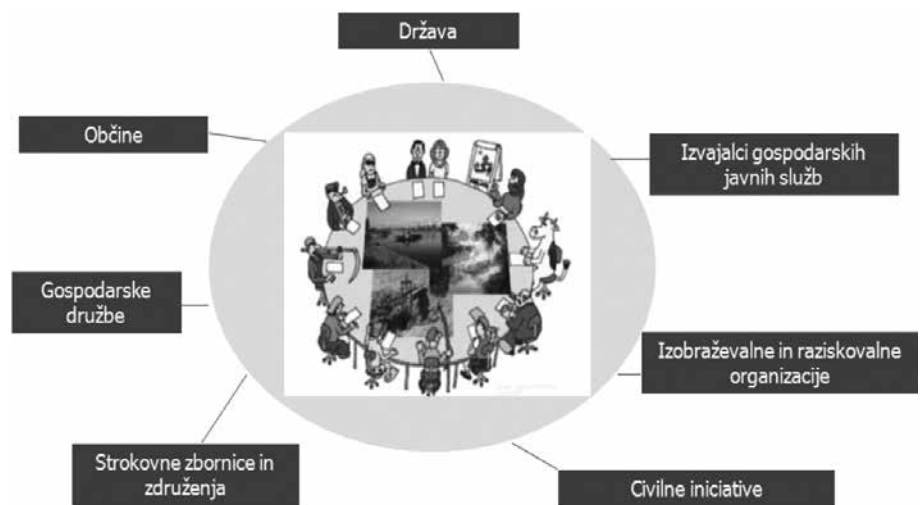 Država
Občine
Izvajalci gospodarskih
javnih služb
Gospodarske
družbe
Izobraževalne in raziskovalne
organizacije
Strokovne zbornice in
združenja
Civilne iniciative